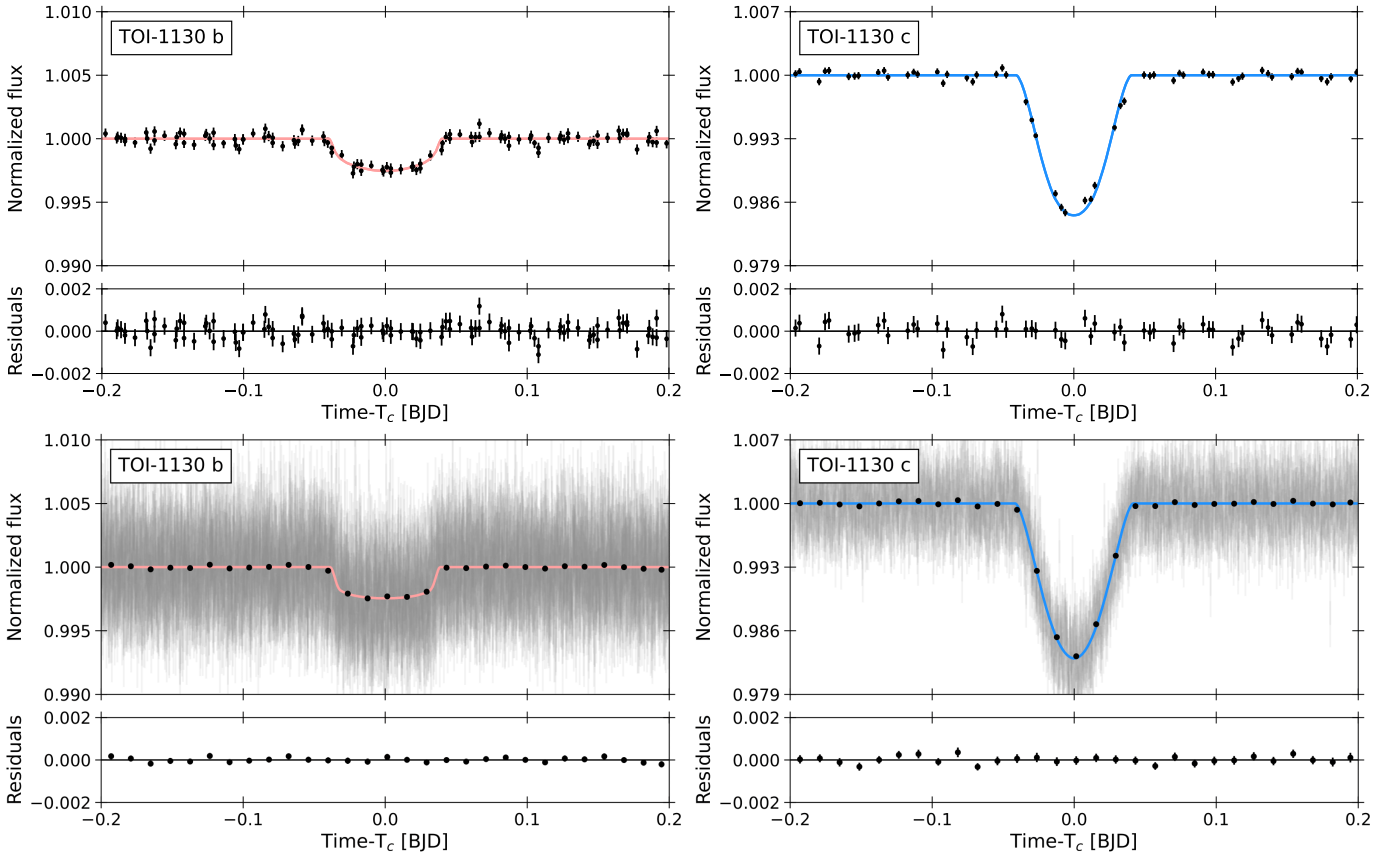 1.010
1.005
1.000
0.995
0.990
Normalized flux
TOI-1130 b
0.002
0.000
−0.002
Residuals
−0.2 −0.1 0.0 0.1 0.2
Time-Tc [BJD]
1.007
1.000
0.993
0.986
0.979
Normalized flux
TOI-1130 c
0.002
0.000
−0.002
Residuals
−0.2 −0.1 0.0 0.1 0.2
Time-Tc [BJD]
1.010
1.005
1.000
0.995
0.990
Normalized flux
TOI-1130 b
0.002
0.000
−0.002
Residuals
−0.2 −0.1 0.0 0.1 0.2
Time-Tc [BJD]
1.007
1.000
0.993
0.986
0.979
Normalized flux
TOI-1130 c
0.002
0.000
−0.002
Residuals
−0.2 −0.1 0.0 0.1 0.2
Time-Tc [BJD]